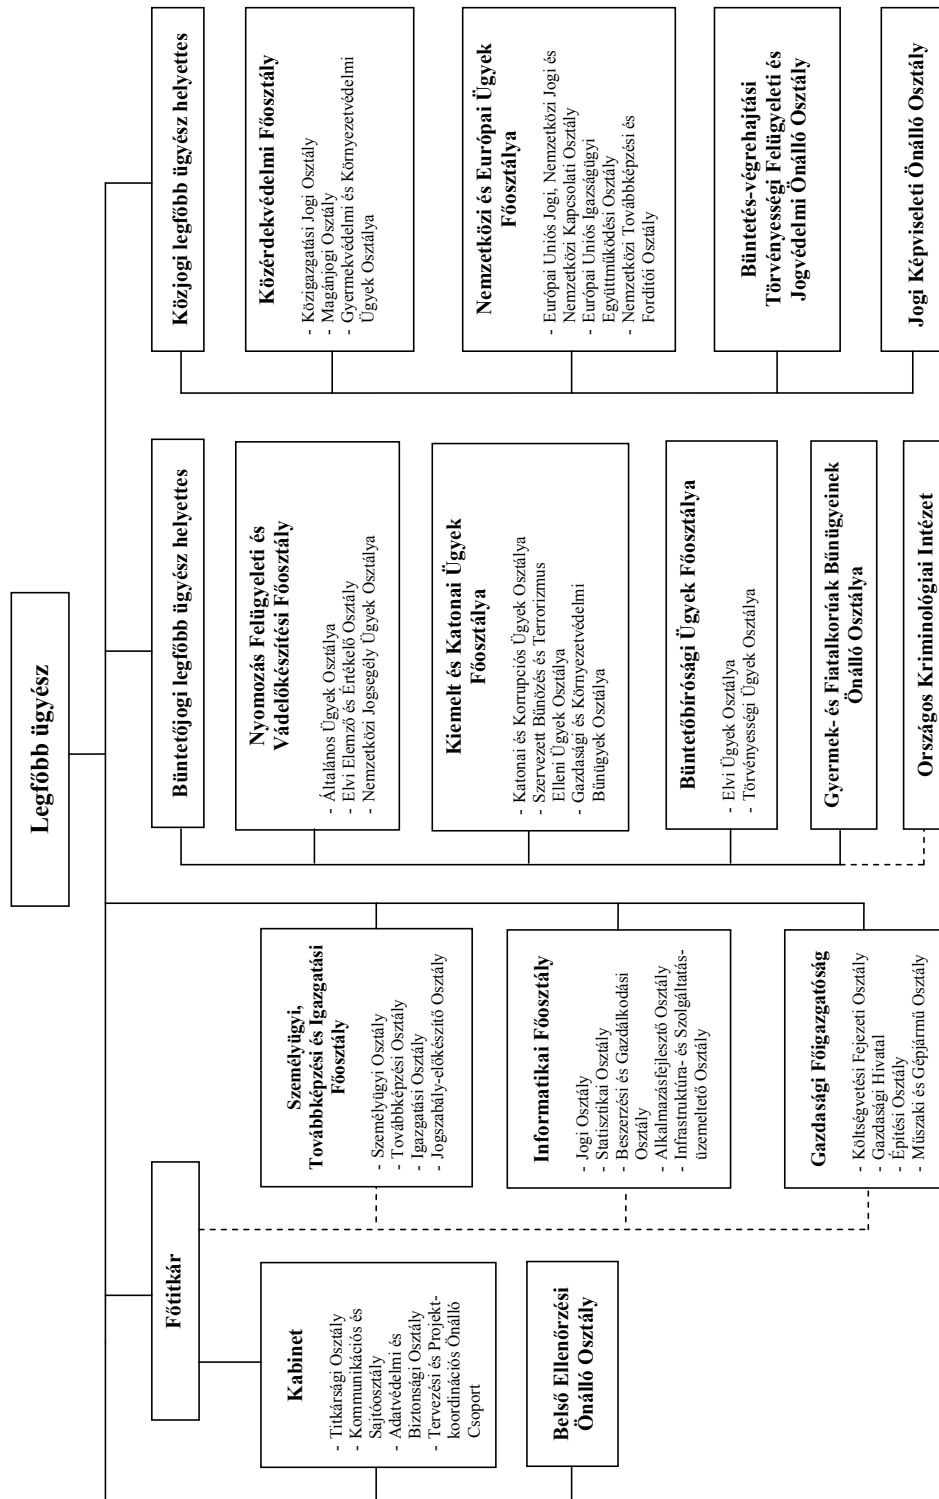 Legfőbb ügyész
Főtitkár
Kabinet
- Titkársági Osztály
- Kommunikációs és
Sajtóosztály
- Adatvédelmi és
Biztonsági Osztály
- Tervezési és Projekt-
koordinációs Önálló
Csoport
Belső Ellenőrzési
Önálló Osztály
Személyügyi,
Továbbképzési és Igazgatási
Főosztály
- Személyügyi Osztály
- Továbbképzési Osztály
- Igazgatási Osztály
- Jogszabály-előkészítő Osztály
Informatikai Főosztály
- Jogi Osztály
- Statisztikai Osztály
- Beszerzési és Gazdálkodási
Osztály
- Alkalmazásfejlesztő Osztály
- Infrastruktúra- és Szolgáltatás-
üzemeltető Osztály
Gazdasági Főigazgatóság
- Költségvetési Fejezeti Osztály
- Gazdasági Hivatal
- Építési Osztály
- Műszaki és Gépjármű Osztály
Büntetőjogi legfőbb ügyész helyettes
Nyomozás Felügyeleti és
Vádelőkészítési Főosztály
- Általános Ügyek Osztálya
- Elvi Elemző és Értékelő Osztály
- Nemzetközi Jogsegély Ügyek Osztálya
Kiemelt és Katonai Ügyek
Főosztálya
- Katonai és Korrupciós Ügyek Osztálya
- Szervezett Bűnözés és Terrorizmus
Elleni Ügyek Osztálya
- Gazdasági és Környezetvédelmi
Bűnügyek Osztálya
Büntetőbírósági Ügyek Főosztálya
- Elvi Ügyek Osztálya
- Törvényességi Ügyek Osztálya
Gyermek- és Fiatalkorúak Bűnügyeinek
Önálló Osztálya
Országos Kriminológiai Intézet
Közjogi legfőbb ügyész helyettes
Közérdekvédelmi Főosztály
- Közigazgatási Jogi Osztály
- Magánjogi Osztály
- Gyermekvédelmi és Környezetvédelmi
Ügyek Osztálya
Nemzetközi és Európai Ügyek
Főosztálya
- Európai Uniós Jogi, Nemzetközi Jogi és
Nemzetközi Kapcsolati Osztály
- Európai Uniós Igazságügyi
Együttműködési Osztály
- Nemzetközi Továbbképzési és
Fordítói Osztály
Büntetés-végrehajtási
Törvényességi Felügyeleti és
Jogvédelmi Önálló Osztály
Jogi Képviseleti Önálló Osztály